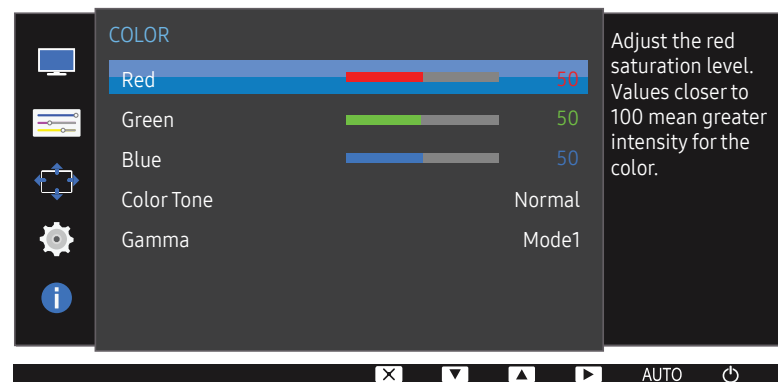 COLOR
Red 50
Green 50
Blue 50
Color Tone Normal
Gamma Mode1
Adjust the red
saturation level.
Values closer to
100 mean greater
intensity for the
color.
i
AUTO